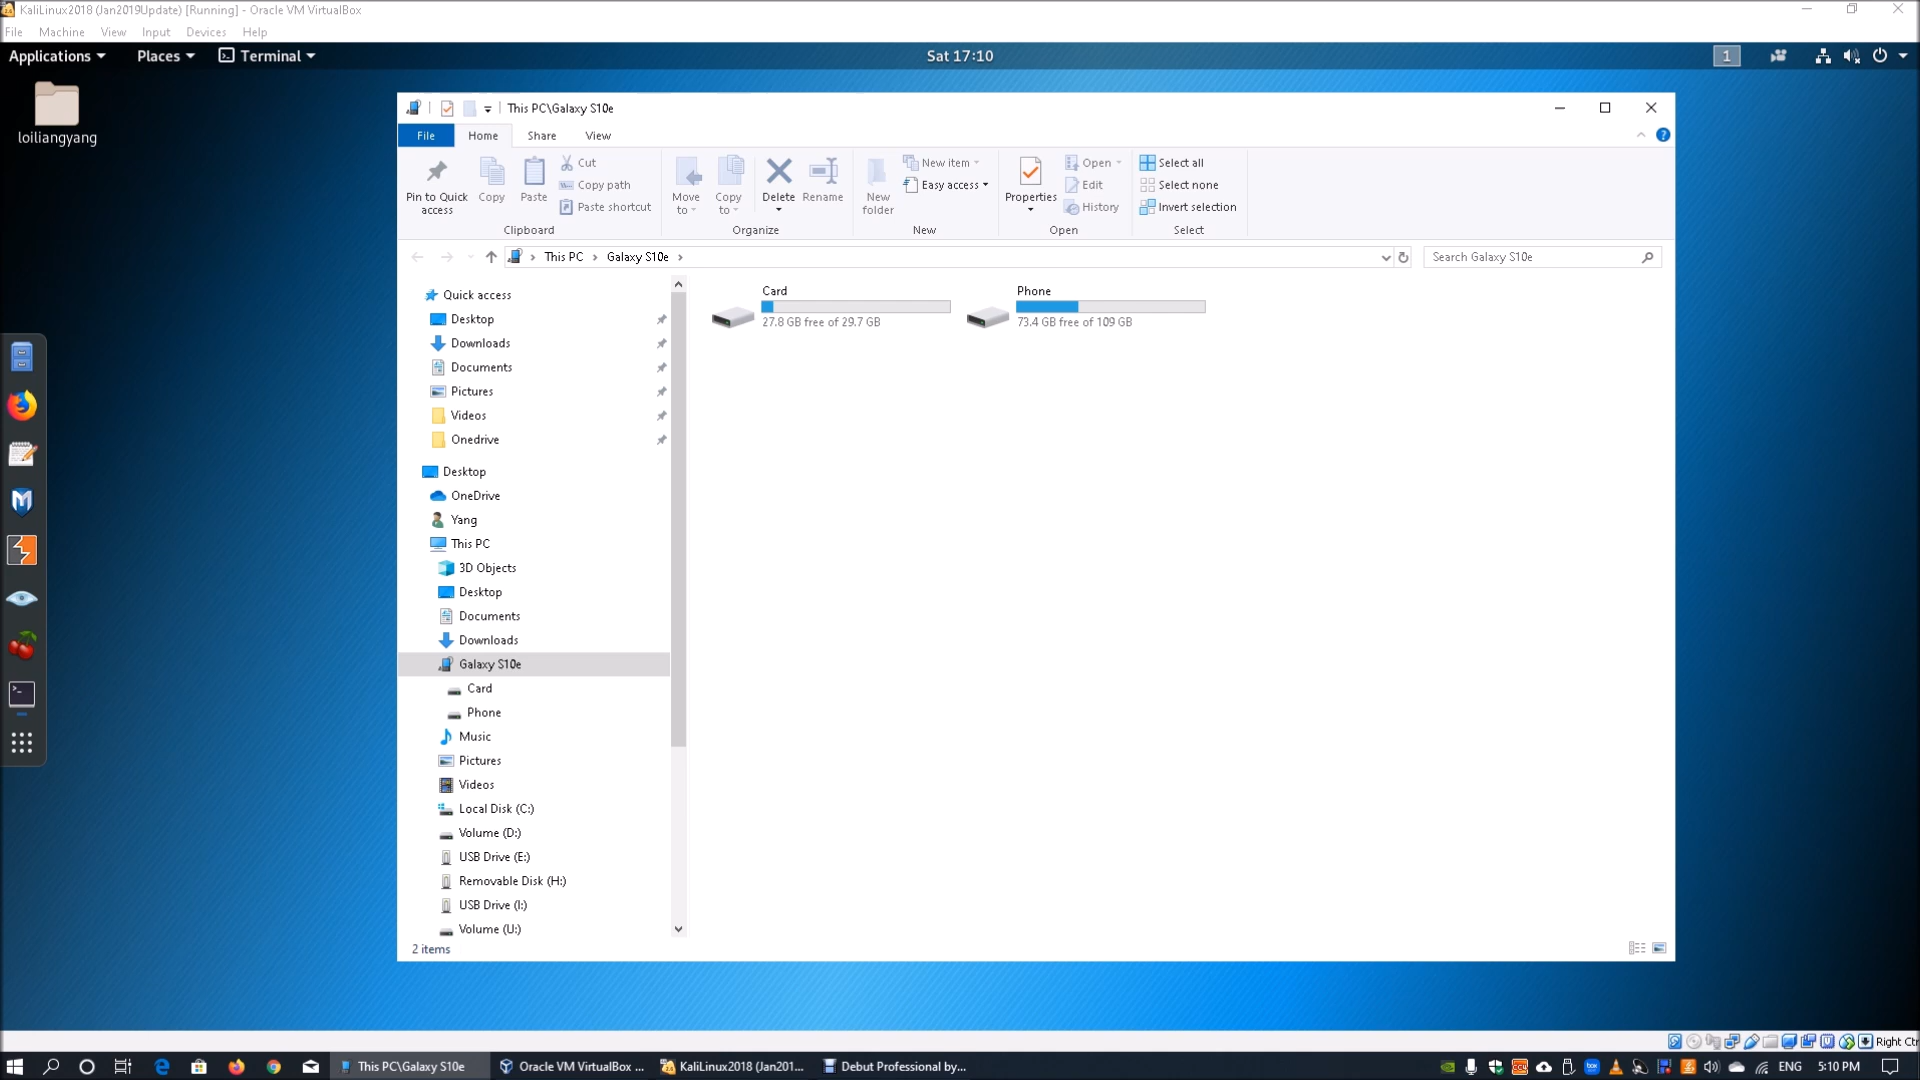 KaliLinux2018 (Jan2019Update) [Running] - Oracle VM VirtualBox
File Machine View Input Devices Help
Applications Places Terminal Sat 17:10 1
loiliangyang
This PC\Galaxy S10e
File Home Share View
Pin to Quick access
Copy
Paste
Cut
Copy path
Paste shortcut
Clipboard
Move to
Copy to
Delete
Rename
Organize
New folder
New item
Easy access
New
Properties
Open
Edit
History
Open
Select all
Select none
Invert selection
Select
This PC Galaxy S10e
Search Galaxy S10e
Quick access
Desktop
Downloads
Documents
Pictures
Videos
Onedrive
Desktop
OneDrive
Yang
This PC
3D Objects
Desktop
Documents
Downloads
Galaxy S10e
Card
Phone
Music
Pictures
Videos
Local Disk (C:)
Volume (D:)
USB Drive (E:)
Removable Disk (H:)
USB Drive (I:)
Volume (U:)
Card
27.8 GB free of 29.7 GB
Phone
73.4 GB free of 109 GB
2 items
Right Ctr
This PC\Galaxy S10e Oracle VM VirtualBox ... KaliLinux2018 (Jan201... Debut Professional by... ENG 5:10 PM